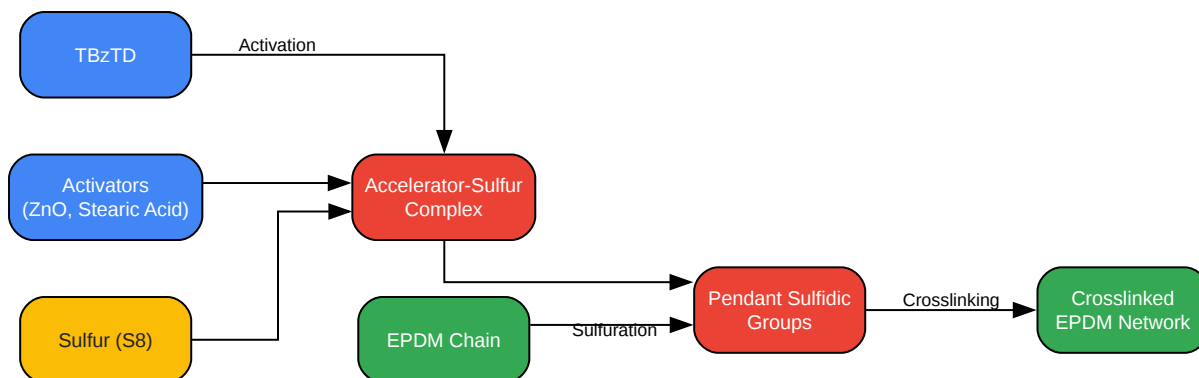 TBzTD
Activation
Activators
(ZnO, Stearic Acid)
Accelerator-Sulfur
Complex
Sulfur (S8)
EPDM Chain
Sulfuration
Pendant Sulfidic
Groups
Crosslinking
Crosslinked
EPDM Network